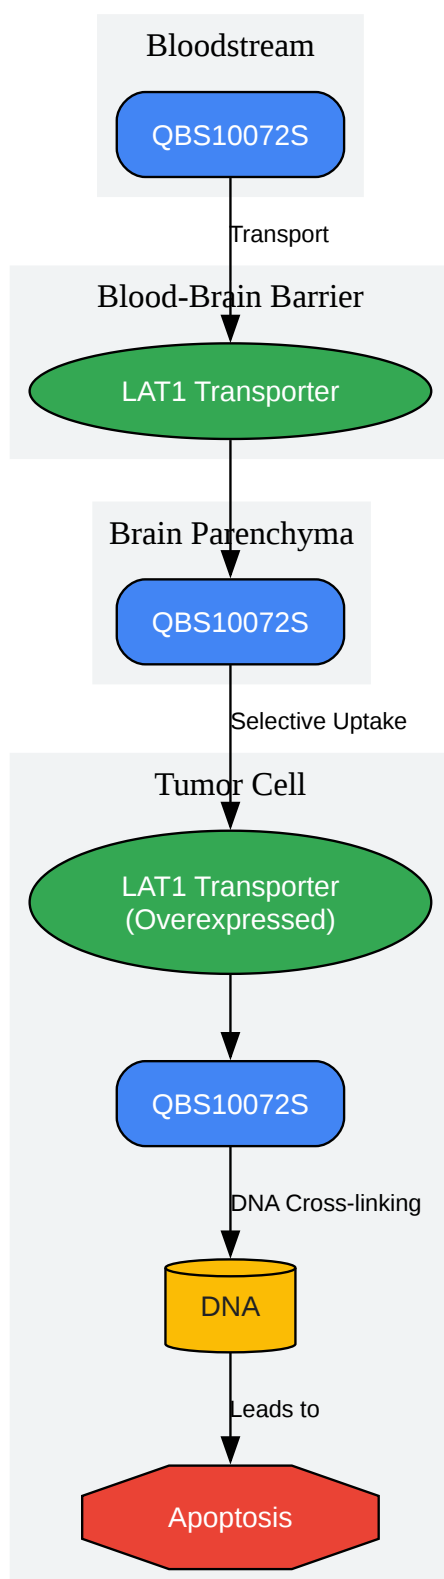 Bloodstream
QBS10072S
Transport
Blood-Brain Barrier
LAT1 Transporter
Brain Parenchyma
QBS10072S
Selective Uptake
Tumor Cell
LAT1 Transporter
(Overexpressed)
QBS10072S
DNA Cross-linking
DNA
Leads to
Apoptosis